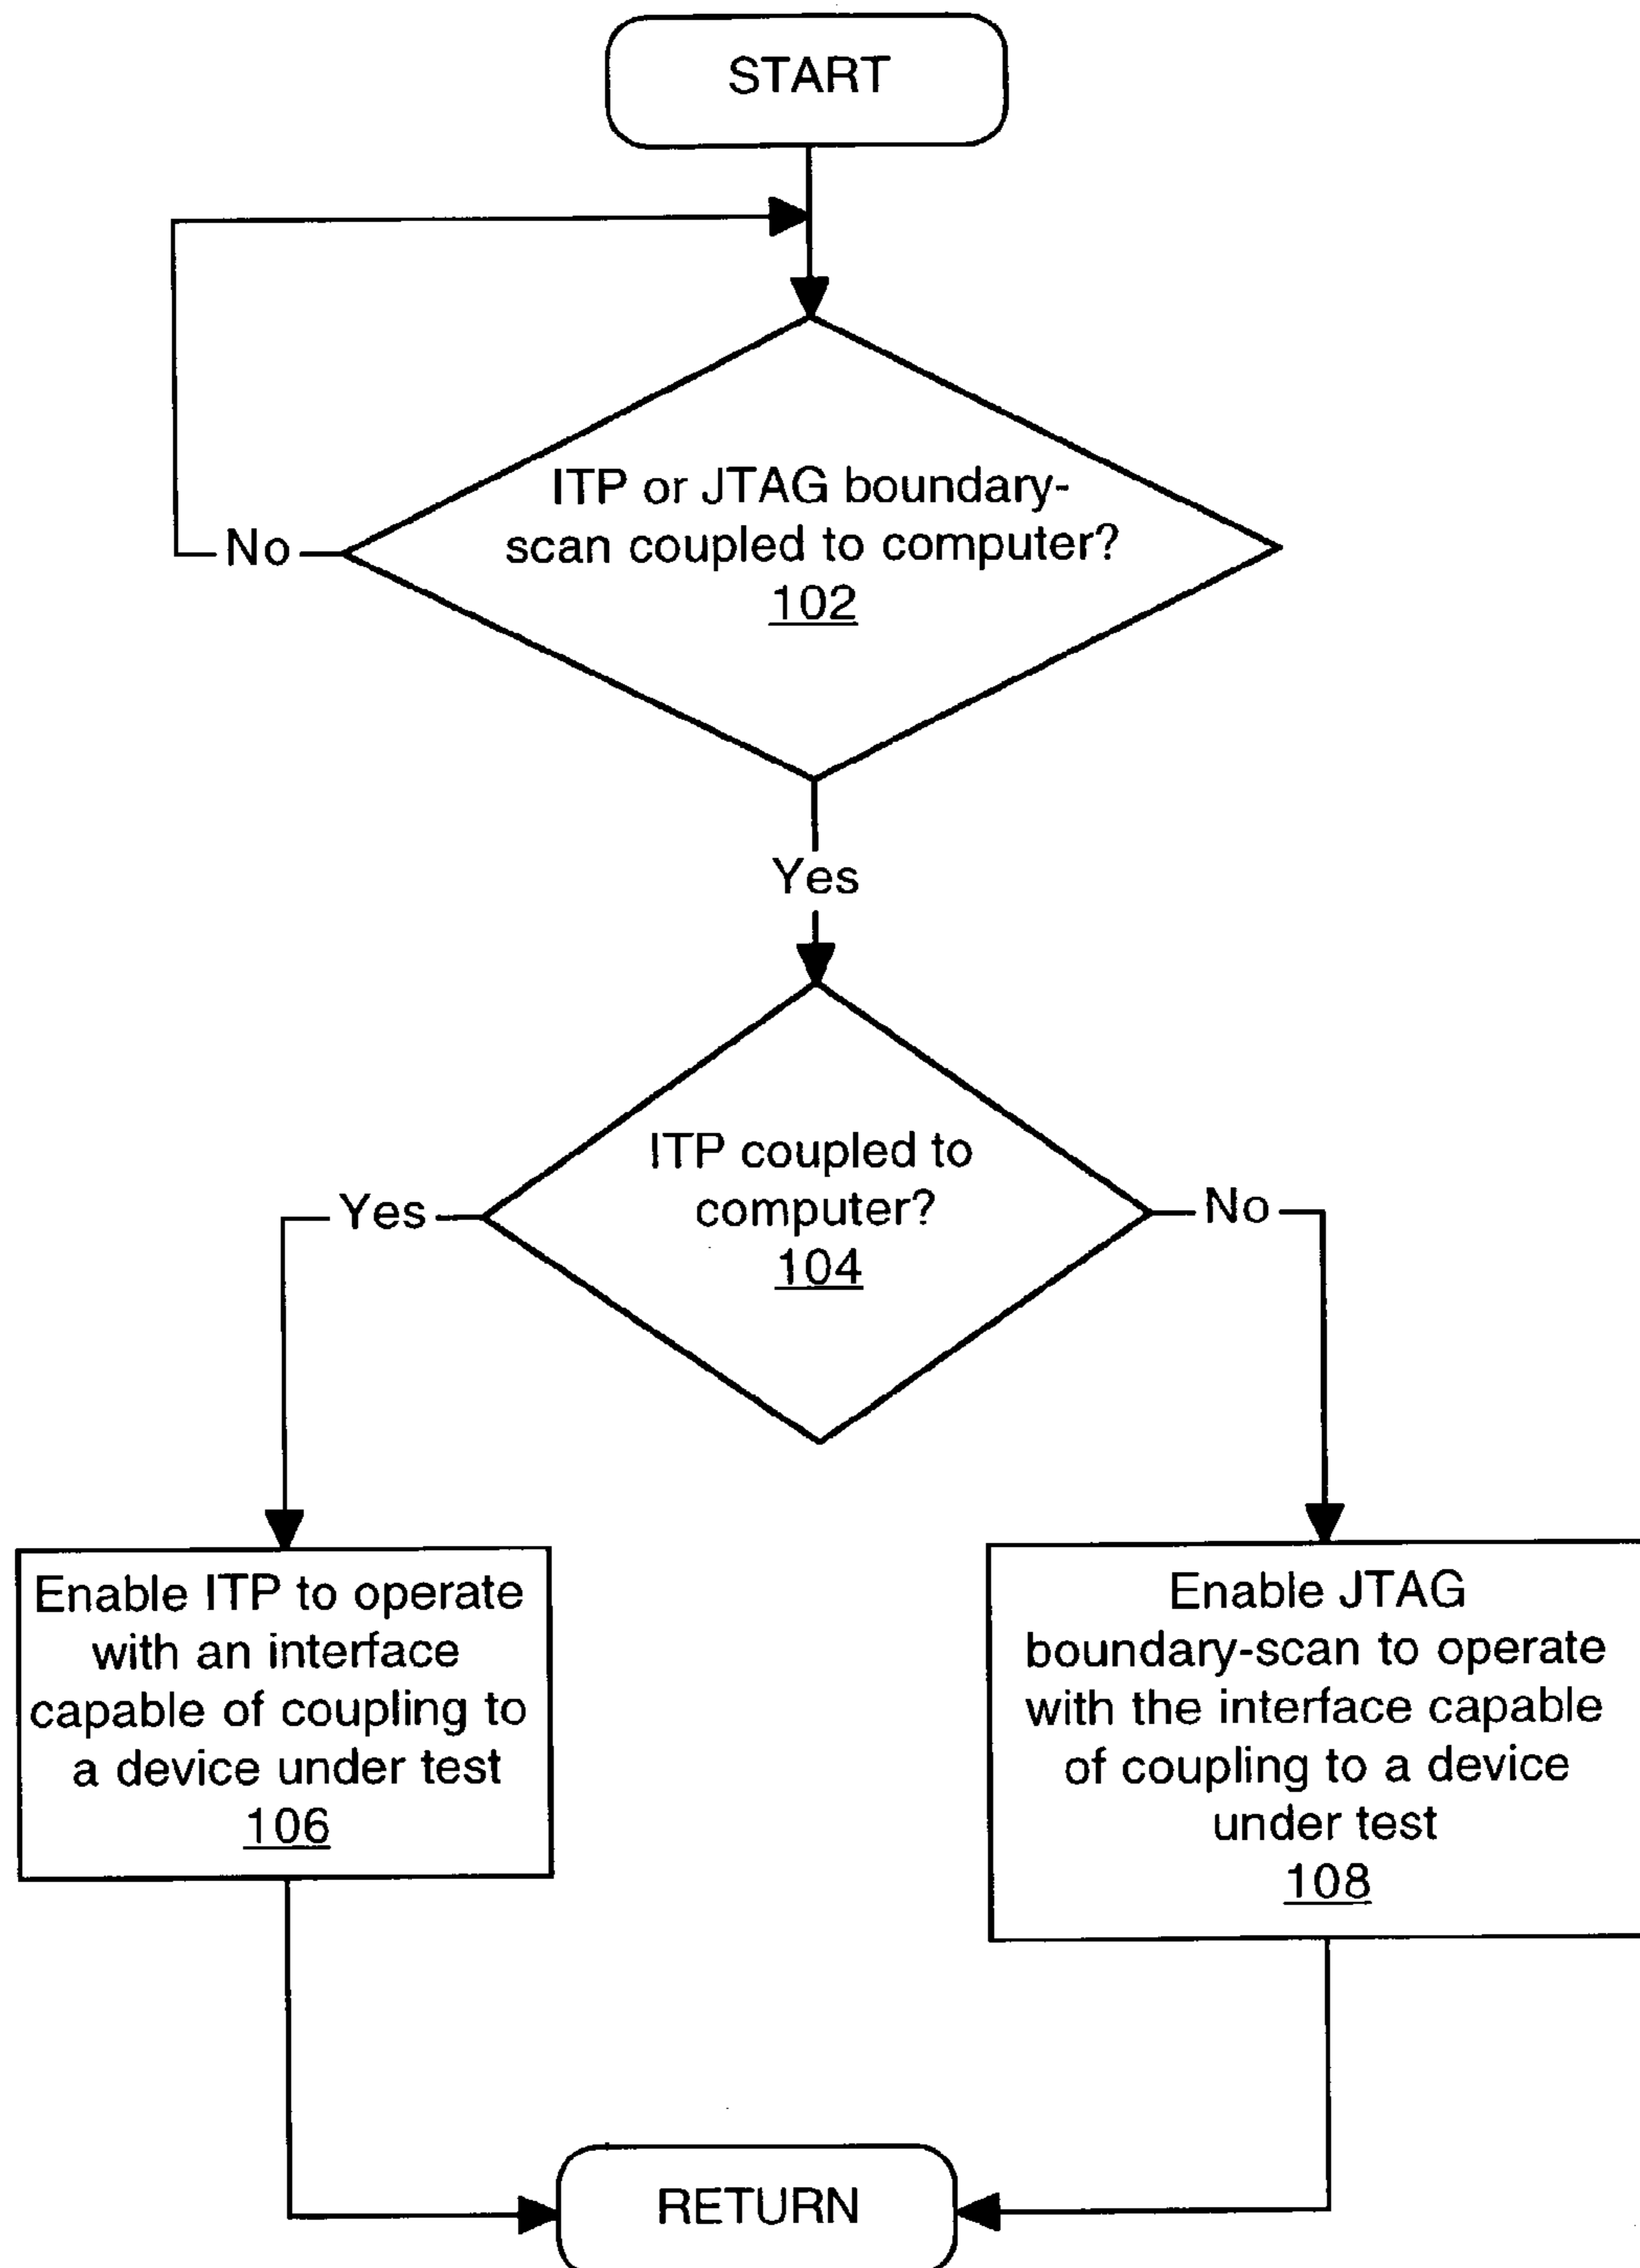 START
ITP or JTAG boundary-
scan coupled to computer?
102
No
Yes
ITP coupled to
computer?
104
Yes
No
Enable ITP to operate
with an interface
capable of coupling to
a device under test
106
Enable JTAG
boundary-scan to operate
with the interface capable
of coupling to a device
under test
108
RETURN